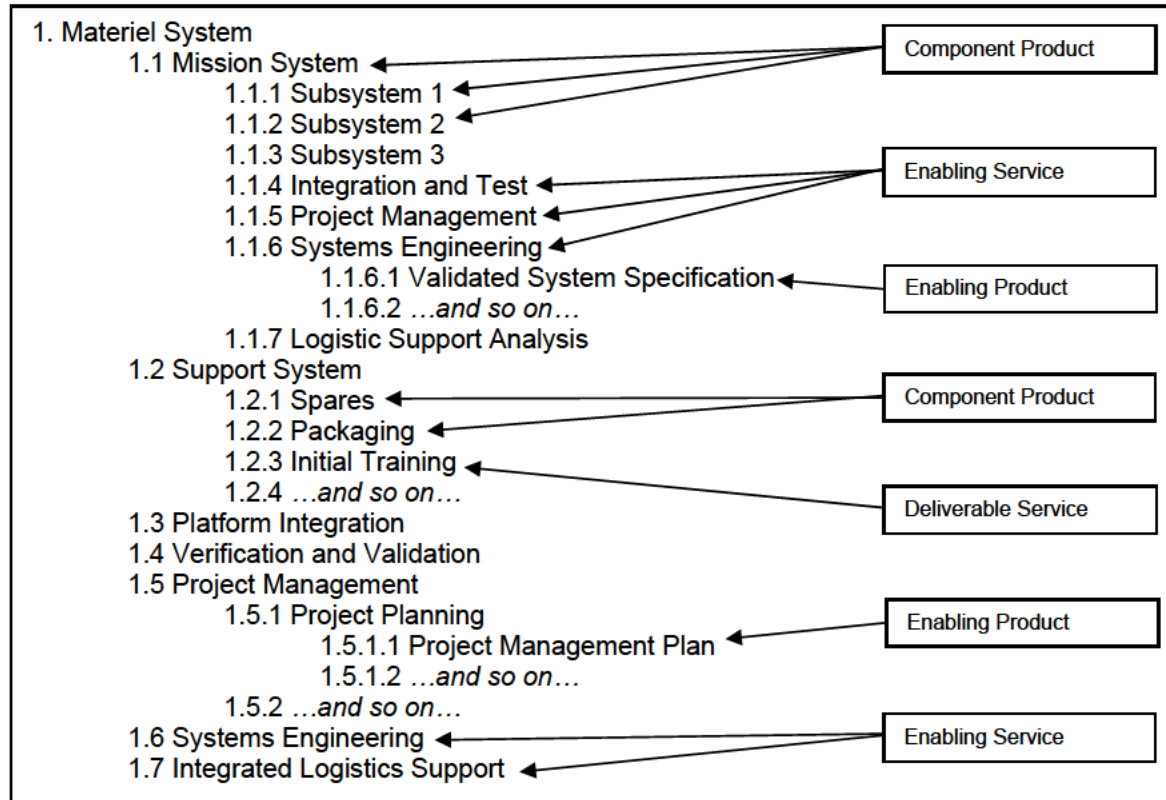 1. Materiel System
1.1 Mission System
Component Product
1.1.1 Subsystem 1
1.1.2 Subsystem 2
1.1.3 Subsystem 3
1.1.4 Integration and Test
Enabling Service
1.1.5 Project Management
1.1.6 Systems Engineering
1.1.6.1 Validated System Specification
Enabling Product
1.1.6.2 …and so on…
1.1.7 Logistic Support Analysis
1.2 Support System
1.2.1 Spares
Component Product
1.2.2 Packaging
1.2.3 Initial Training
1.2.4 …and so on…
Deliverable Service
1.3 Platform Integration
1.4 Verification and Validation
1.5 Project Management
1.5.1 Project Planning
Enabling Product
1.5.1.1 Project Management Plan
1.5.1.2 …and so on…
1.5.2 …and so on…
1.6 Systems Engineering
Enabling Service
1.7 Integrated Logistics Support